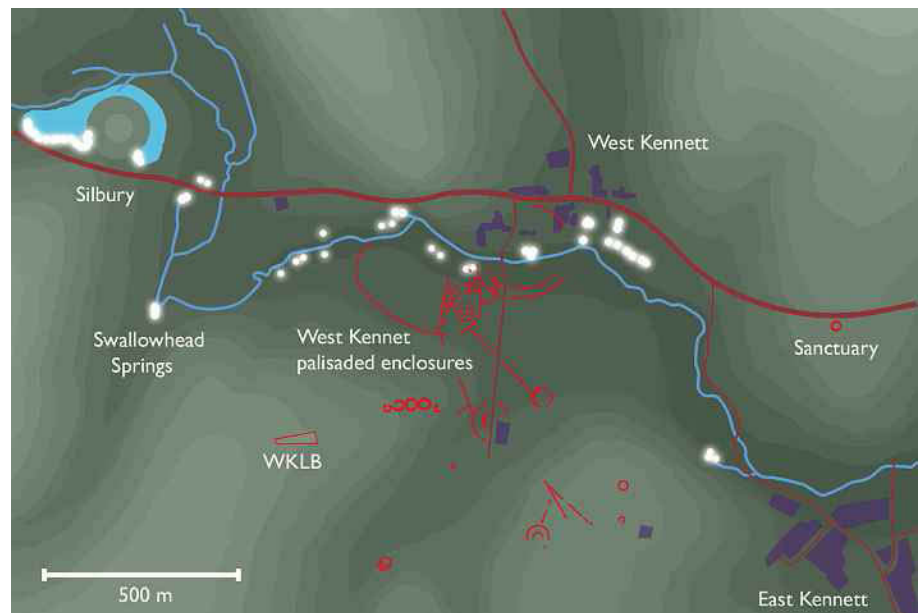 West Kennett
Silbury
Swallowhead
Springs
West Kennet
palisaded enclosures
Sanctuary
WKLB
500 m
East Kennett